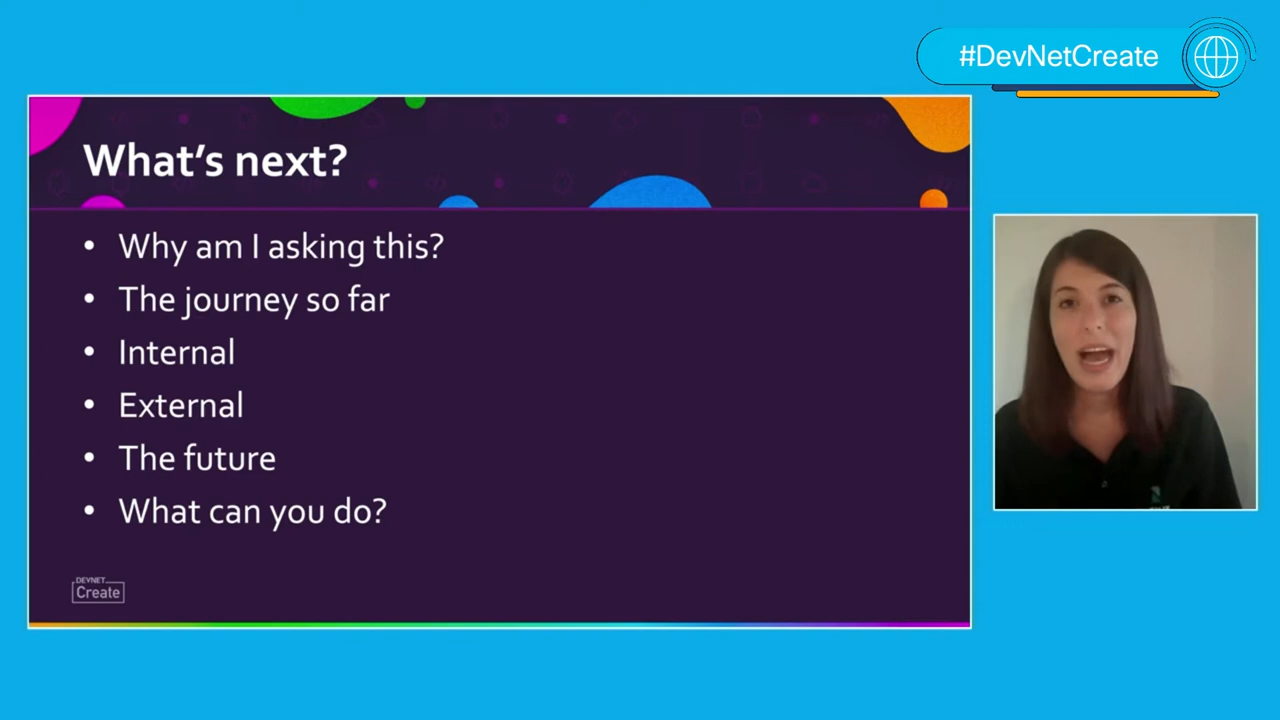 #DevNetCreate
What's next?
• Why am I asking this?
• The journey so far
• Internal
• External
• The future
• What can you do?
DEVNET
Create